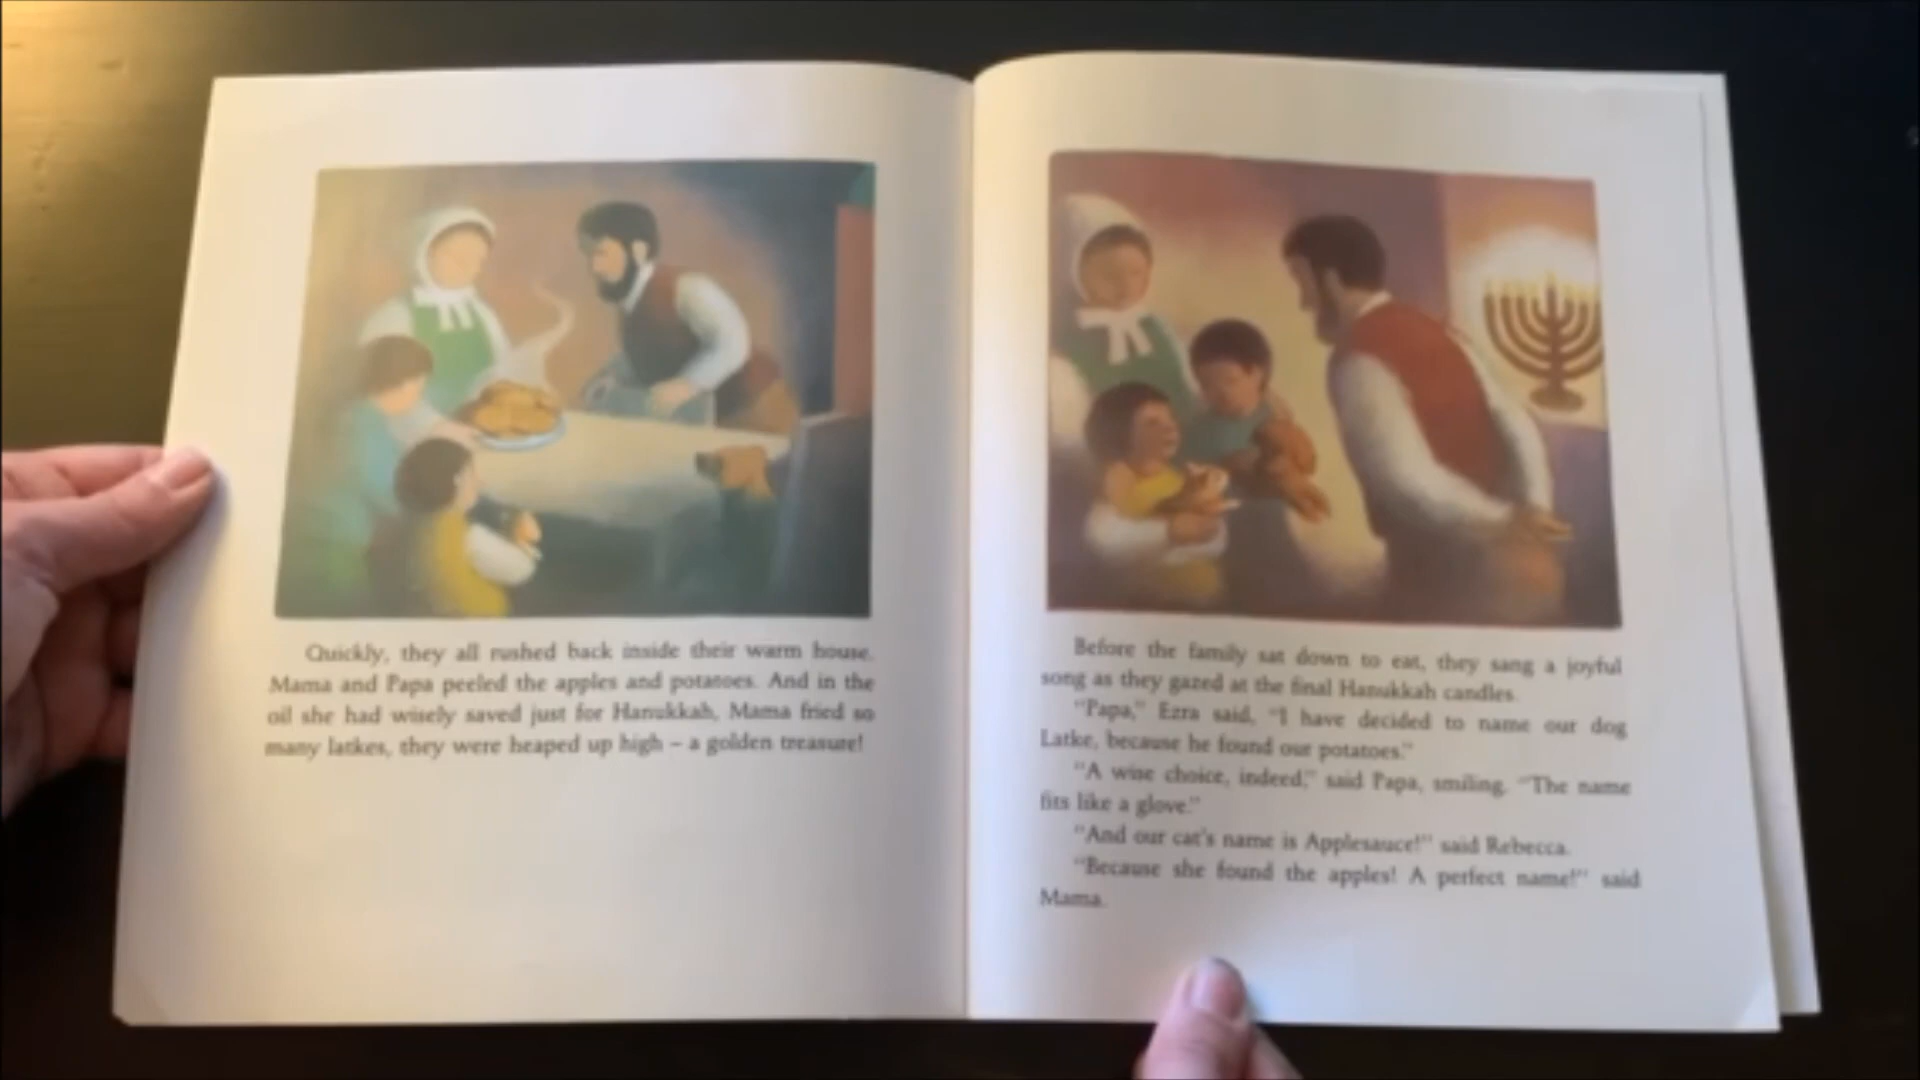 Quickly, they all rushed back inside their warm house.
Mama and Papa peeled the apples and potatoes. And in the
oil she had wisely saved just for Hanukkah, Mama fried so
many latkes, they were heaped up high – a golden treasure!
Before the family sat down to eat, they sang a joyful
song as they gazed at the final Hanukkah candles.
"Papa," Ezra said, "I have decided to name our dog
Latke, because he found our potatoes."
"A wise choice, indeed," said Papa, smiling. "The name
fits like a glove."
"And our cat's name is Applesauce!" said Rebecca.
"Because she found the apples! A perfect name!" said
Mama.